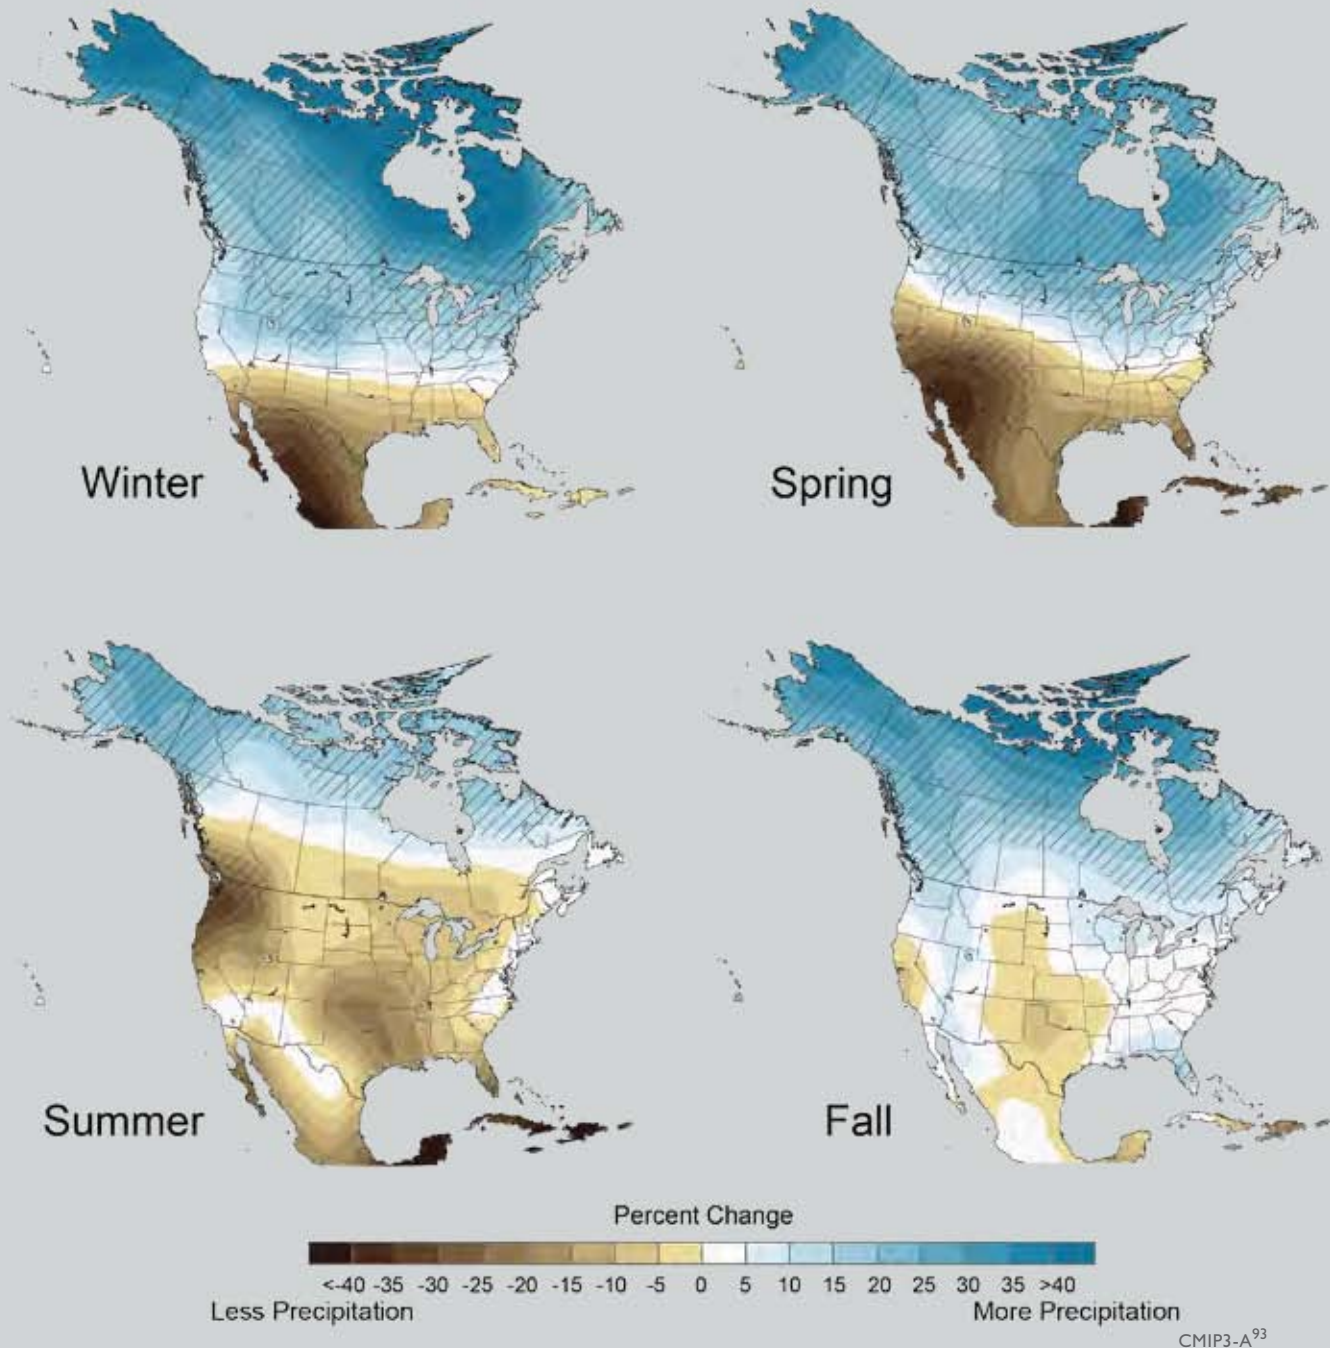 Winter
Spring
Summer
Fall
Percent Change
<-40 -35 -30 -25 -20 -15 -10 -5 0 5 10 15 20 25 30 35 >40
Less Precipitation
More Precipitation
CMIP3-A93